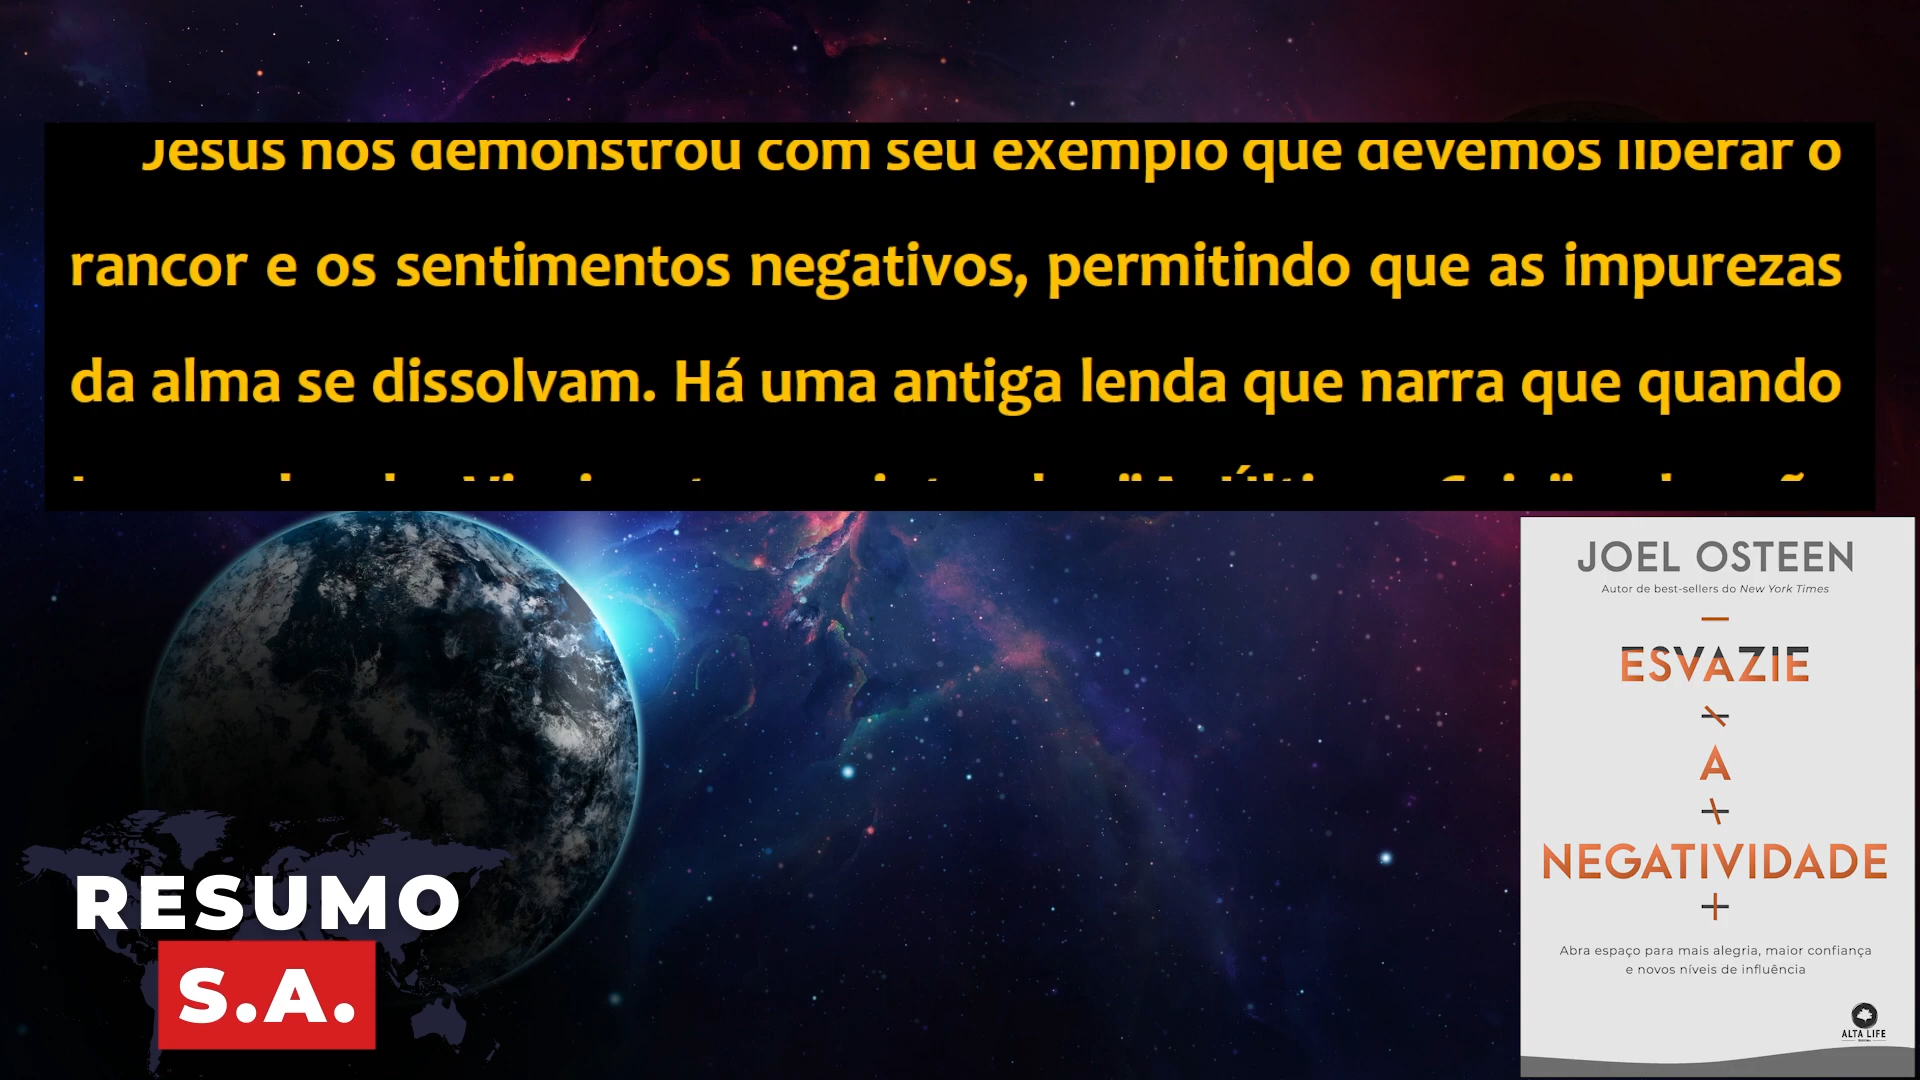 Jesus nos demonstrou com seu exemplo que devemos liberar o
rancor e os sentimentos negativos, permitindo que as impurezas
da alma se dissolvam. Há uma antiga lenda que narra que quando
JOEL OSTEEN
Autor de best-sellers do New York Times
ESVAZIE
A
NEGATIVIDADE
Abra espaço para mais alegria, maior confiança
e novos níveis de influência
ALTA LIFE
RESUMO
S.A.